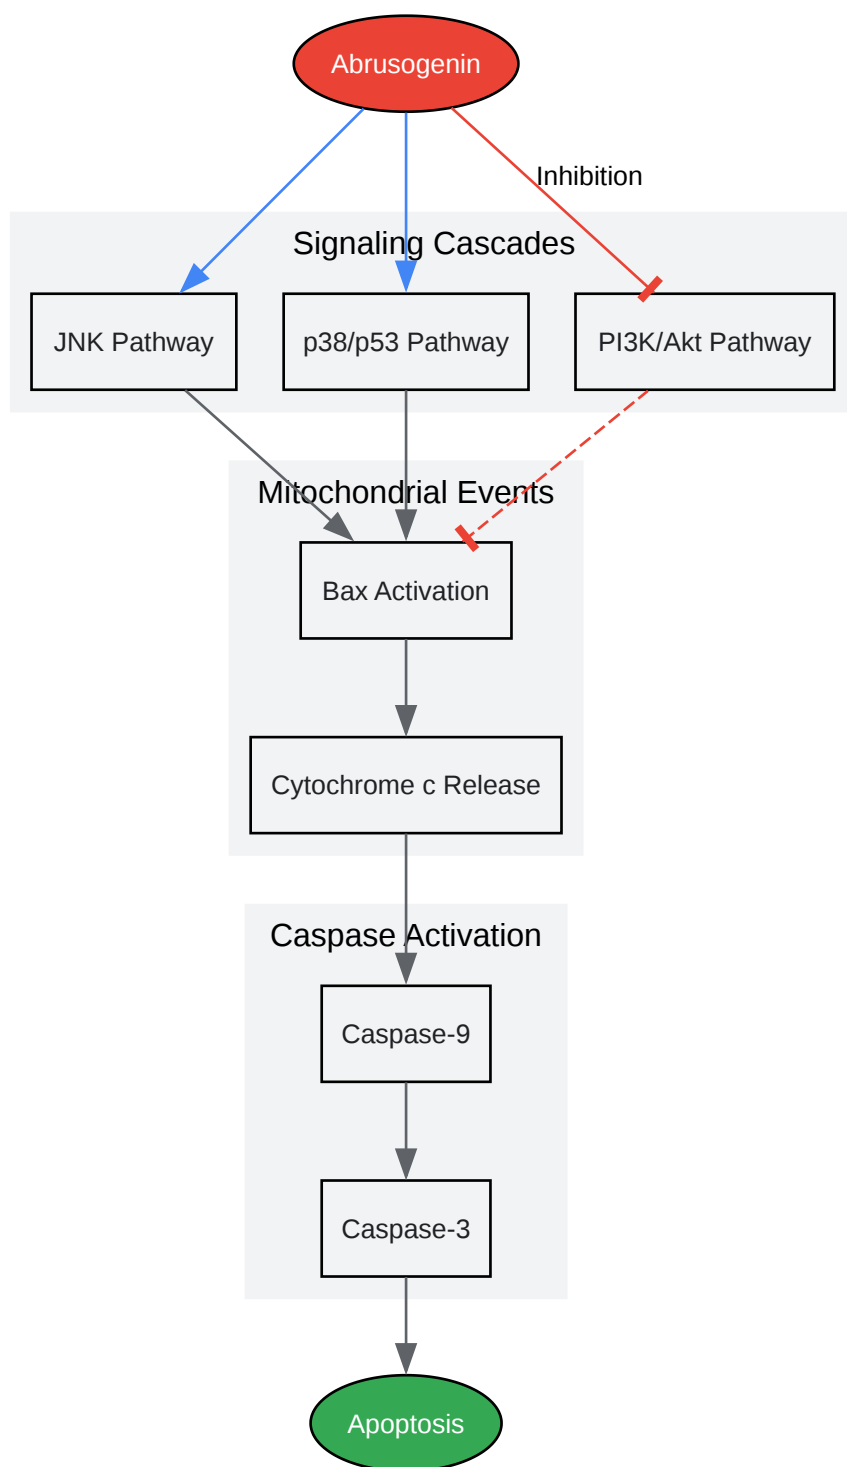 Abrusogenin
Inhibition
Signaling Cascades
JNK Pathway
p38/p53 Pathway
PI3K/Akt Pathway
Mitochondrial Events
Bax Activation
Cytochrome c Release
Caspase Activation
Caspase-9
Caspase-3
Apoptosis